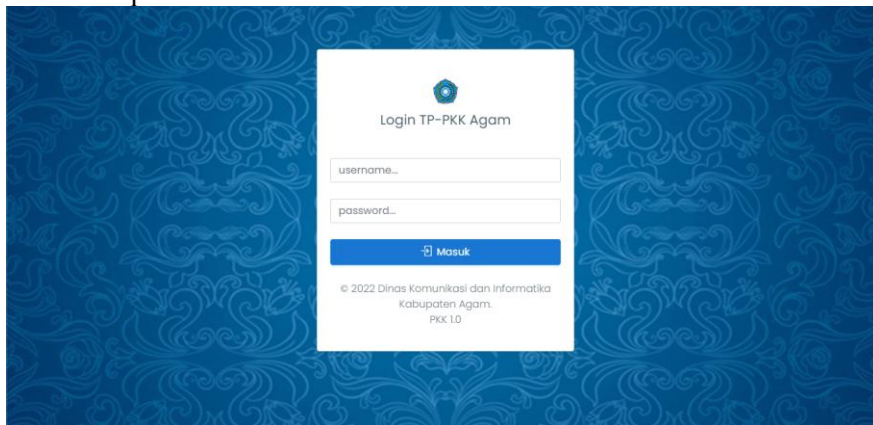 Login TP-PKK Agam
username...
password...
Masuk
© 2022 Dinas Komunikasi dan Informatika
Kabupaten Agam.
PKK 1.0